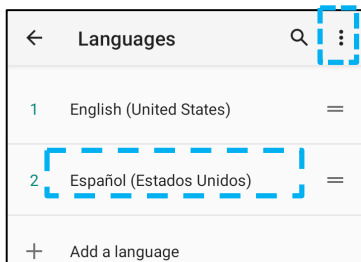 Languages
1 English (United States)
2 Español (Estados Unidos)
Add a language